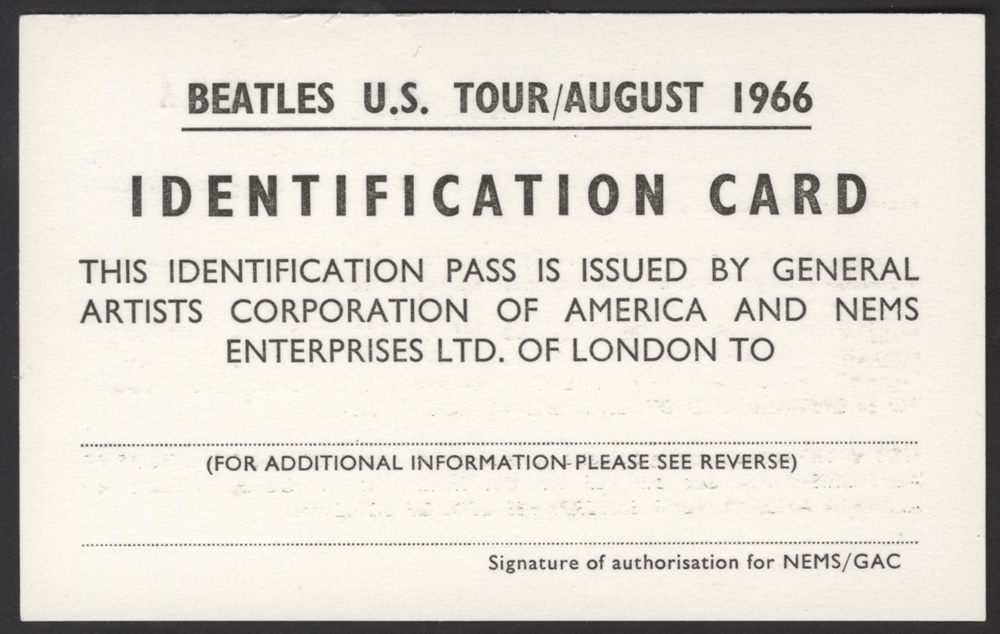 BEATLES U.S. TOUR/AUGUST 1966
IDENTIFICATION CARD
THIS IDENTIFICATION PASS IS ISSUED BY GENERAL
ARTISTS CORPORATION OF AMERICA AND NEMS
ENTERPRISES LTD. OF LONDON TO
(FOR ADDITIONAL INFORMATION PLEASE SEE REVERSE)
Signature of authorisation for NEMS/GAC